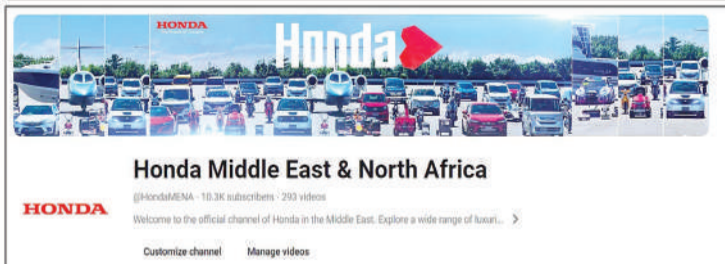 HONDA
Honda
Honda Middle East & North Africa
HONDA
@HondaMENA · 10.3K subscribers · 293 videos
Welcome to the official channel of Honda in the Middle East. Explore a wide range of luxuri...
Customize channel Manage videos